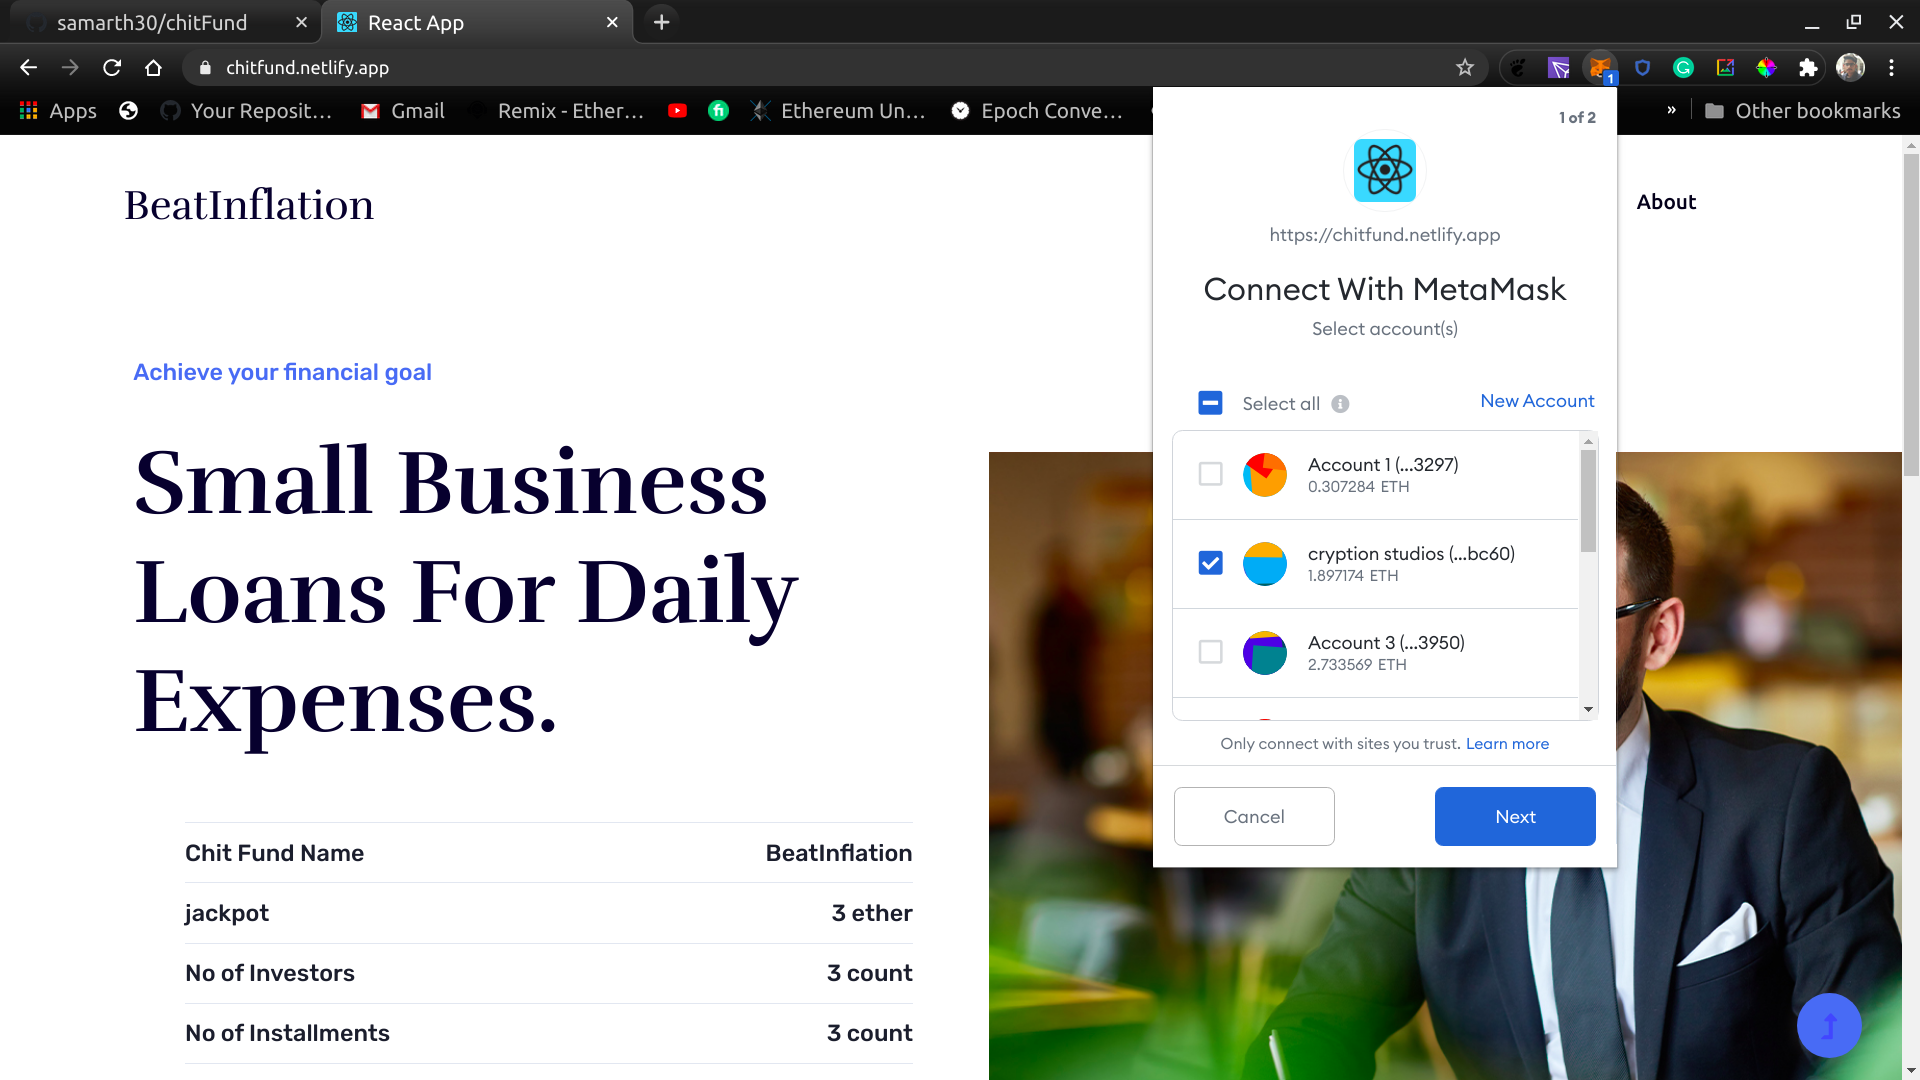 samarth30/chitFund
React App
chitfund.netlify.app
1
Apps
Your Reposit...
Gmail
Remix - Ether...
Ethereum Un...
Epoch Conve...
»
Other bookmarks
BeatInflation
About
Achieve your financial goal
Small Business
Loans For Daily
Expenses.
Chit Fund Name BeatInflation
jackpot 3 ether
No of Investors 3 count
No of Installments 3 count
1 of 2
https://chitfund.netlify.app
Connect With MetaMask
Select account(s)
Select all
New Account
Account 1 (...3297)
0.307284 ETH
cryption studios (...bc60)
1.897174 ETH
Account 3 (...3950)
2.733569 ETH
Only connect with sites you trust. Learn more
Cancel
Next